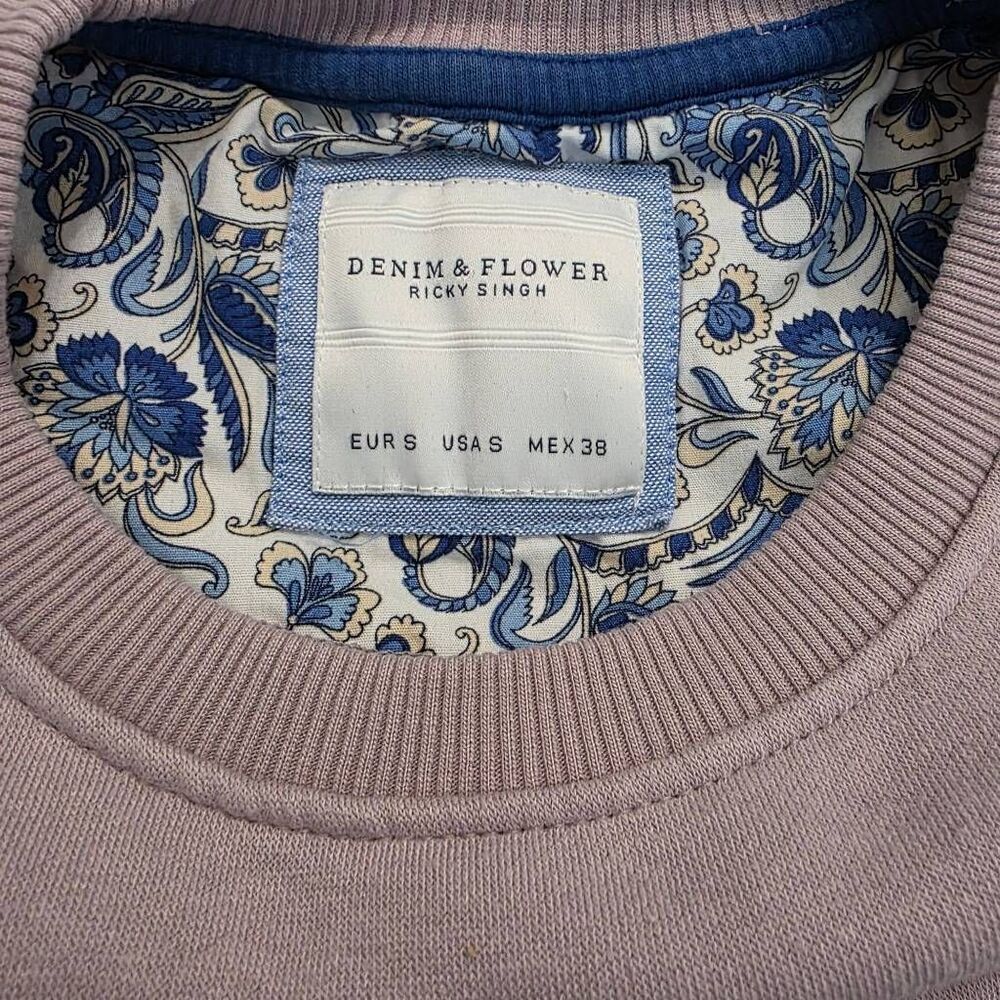 DENIM & FLOWER
RICKY SINGH
EUR S USA S MEX 38